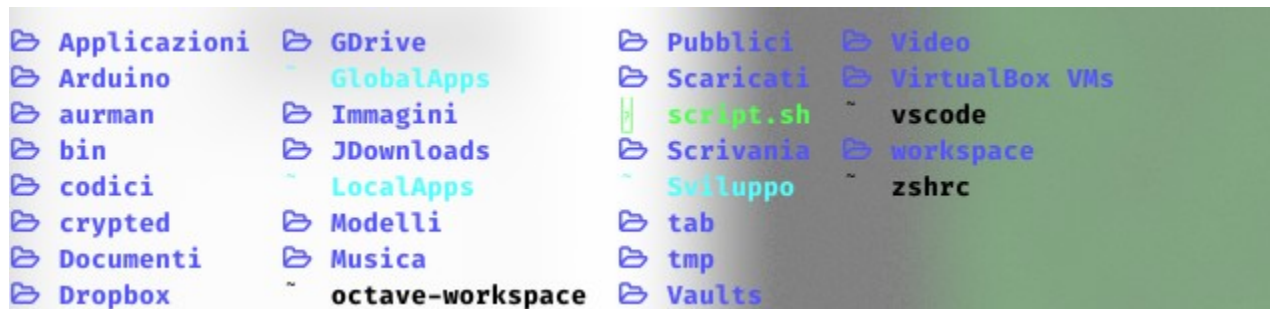 Applicazioni GDrive Pubblici Video
Arduino ~ GlobalApps Scaricati VirtualBox VMs
aurman Immagini script.sh ~ vscode
bin JDownloads Scrivania workspace
codici ~ LocalApps ~ Sviluppo ~ zshrc
crypted Modelli tab
Documenti Musica tmp
Dropbox ~ octave-workspace Vaults